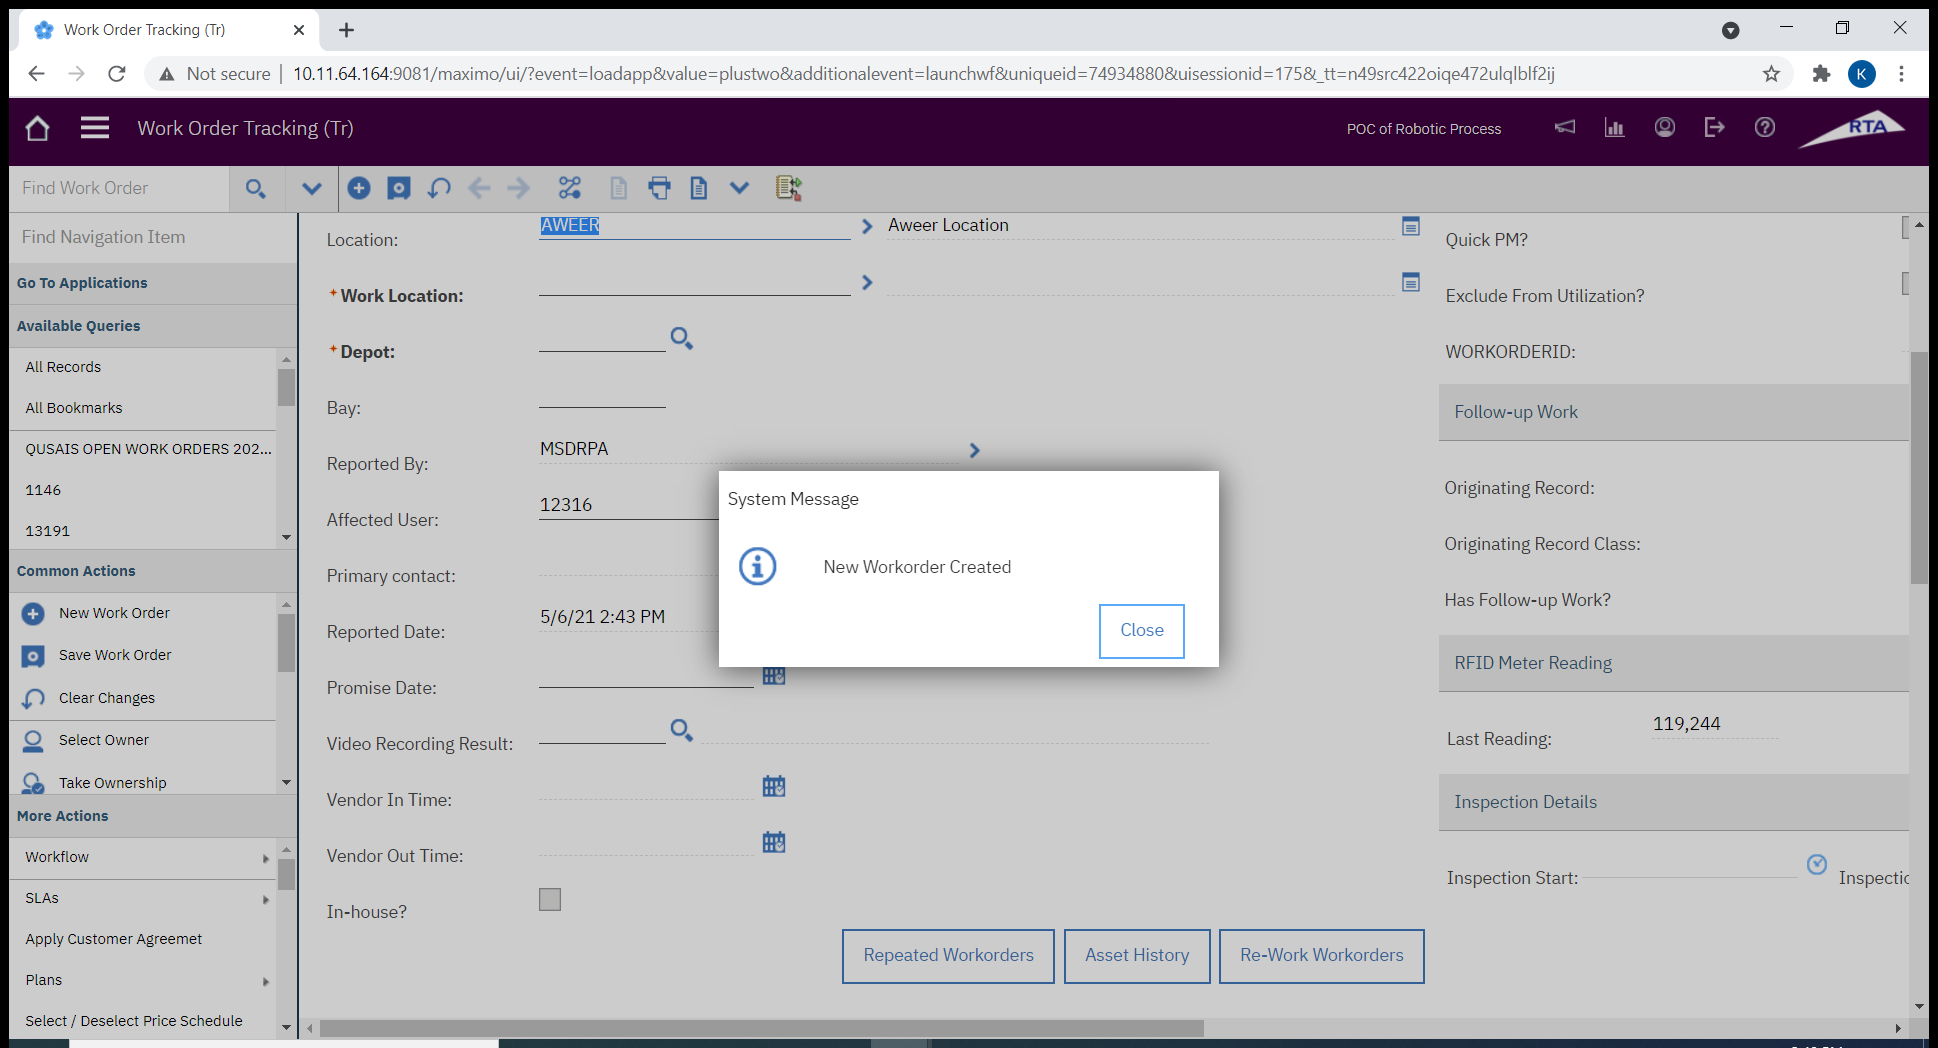 Work Order Tracking (Tr)
Not secure | 10.11.64.164:9081/maximo/ui/?event=loadapp&value=plustwo&additionalevent=launchwf&uniqueid=74934880&uisessionid=175&_tt=n49src422oiqe472ulqlblf2ij
K
Work Order Tracking (Tr)
POC of Robotic Process
RTA
Find Work Order
Find Navigation Item
Go To Applications
Available Queries
All Records
All Bookmarks
QUSAIS OPEN WORK ORDERS 202...
1146
13191
Common Actions
New Work Order
Save Work Order
Clear Changes
Select Owner
Take Ownership
More Actions
Workflow
SLAs
Apply Customer Agreemet
Plans
Select / Deselect Price Schedule
Location: AWEER Aweer Location
*Work Location:
*Depot:
Bay:
Reported By: MSDRPA
Affected User: 12316
Primary contact:
Reported Date: 5/6/21 2:43 PM
Promise Date:
Video Recording Result:
Vendor In Time:
Vendor Out Time:
In-house?
Repeated Workorders
Asset History
Re-Work Workorders
System Message
New Workorder Created
Close
Quick PM?
Exclude From Utilization?
WORKORDERID:
Follow-up Work
Originating Record:
Originating Record Class:
Has Follow-up Work?
RFID Meter Reading
Last Reading: 119,244
Inspection Details
Inspection Start: